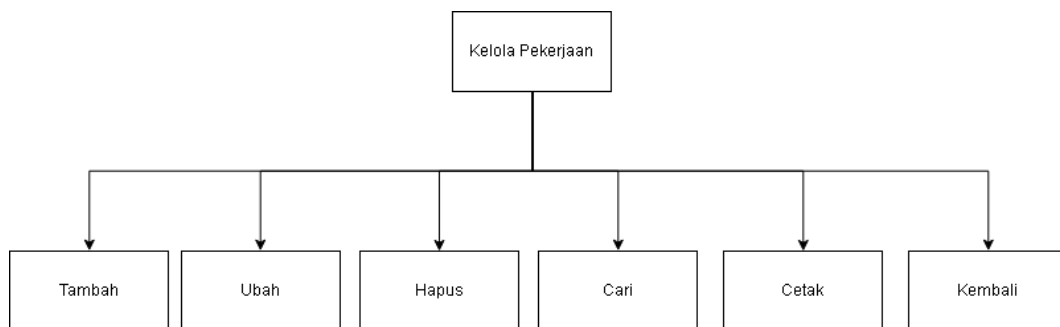 Kelola Pekerjaan
Tambah
Ubah
Hapus
Cari
Cetak
Kembali